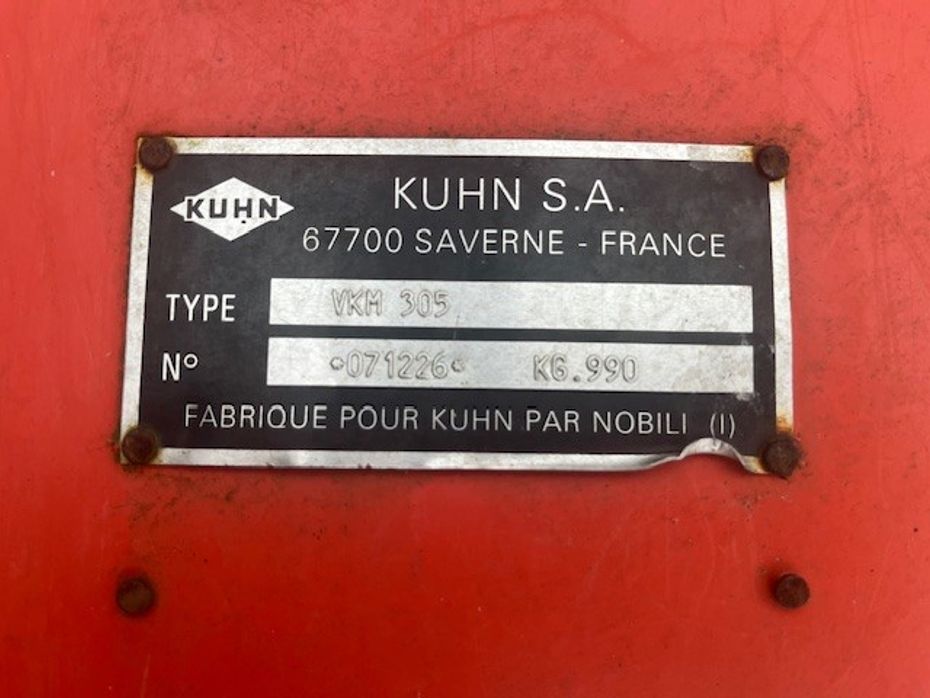 KUHN
KUHN S.A.
67700 SAVERNE - FRANCE
TYPE VKM 305
N° *071226* KG.990
FABRIQUE POUR KUHN PAR NOBILI (I)